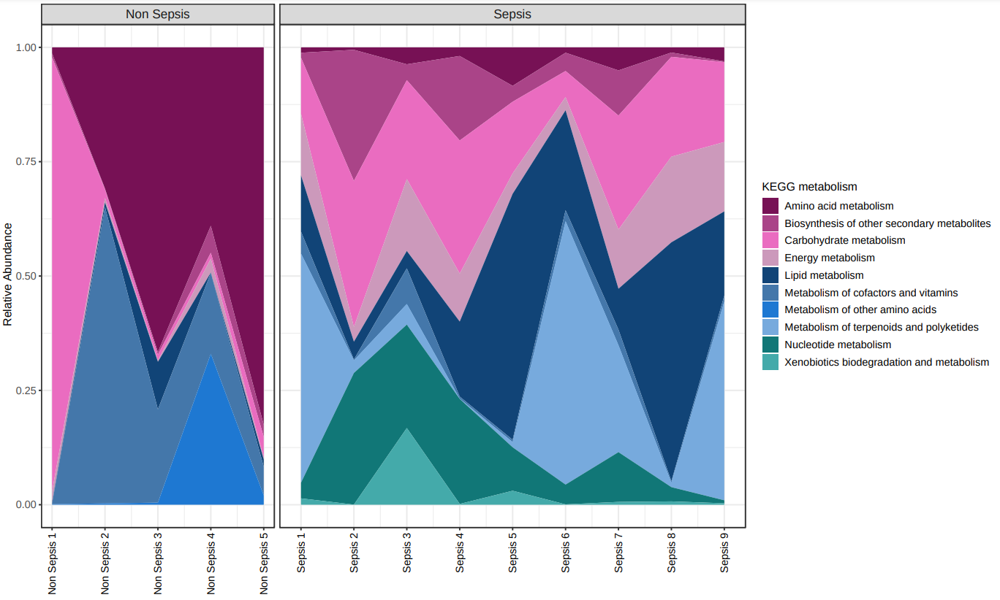 Non Sepsis
Sepsis
1.00
0.75
0.50
0.25
0.00
Relative Abundance
Non Sepsis 1
Non Sepsis 2
Non Sepsis 3
Non Sepsis 4
Non Sepsis 5
Sepsis 1
Sepsis 2
Sepsis 3
Sepsis 4
Sepsis 5
Sepsis 6
Sepsis 7
Sepsis 8
Sepsis 9
KEGG metabolism
Amino acid metabolism
Biosynthesis of other secondary metabolites
Carbohydrate metabolism
Energy metabolism
Lipid metabolism
Metabolism of cofactors and vitamins
Metabolism of other amino acids
Metabolism of terpenoids and polyketides
Nucleotide metabolism
Xenobiotics biodegradation and metabolism